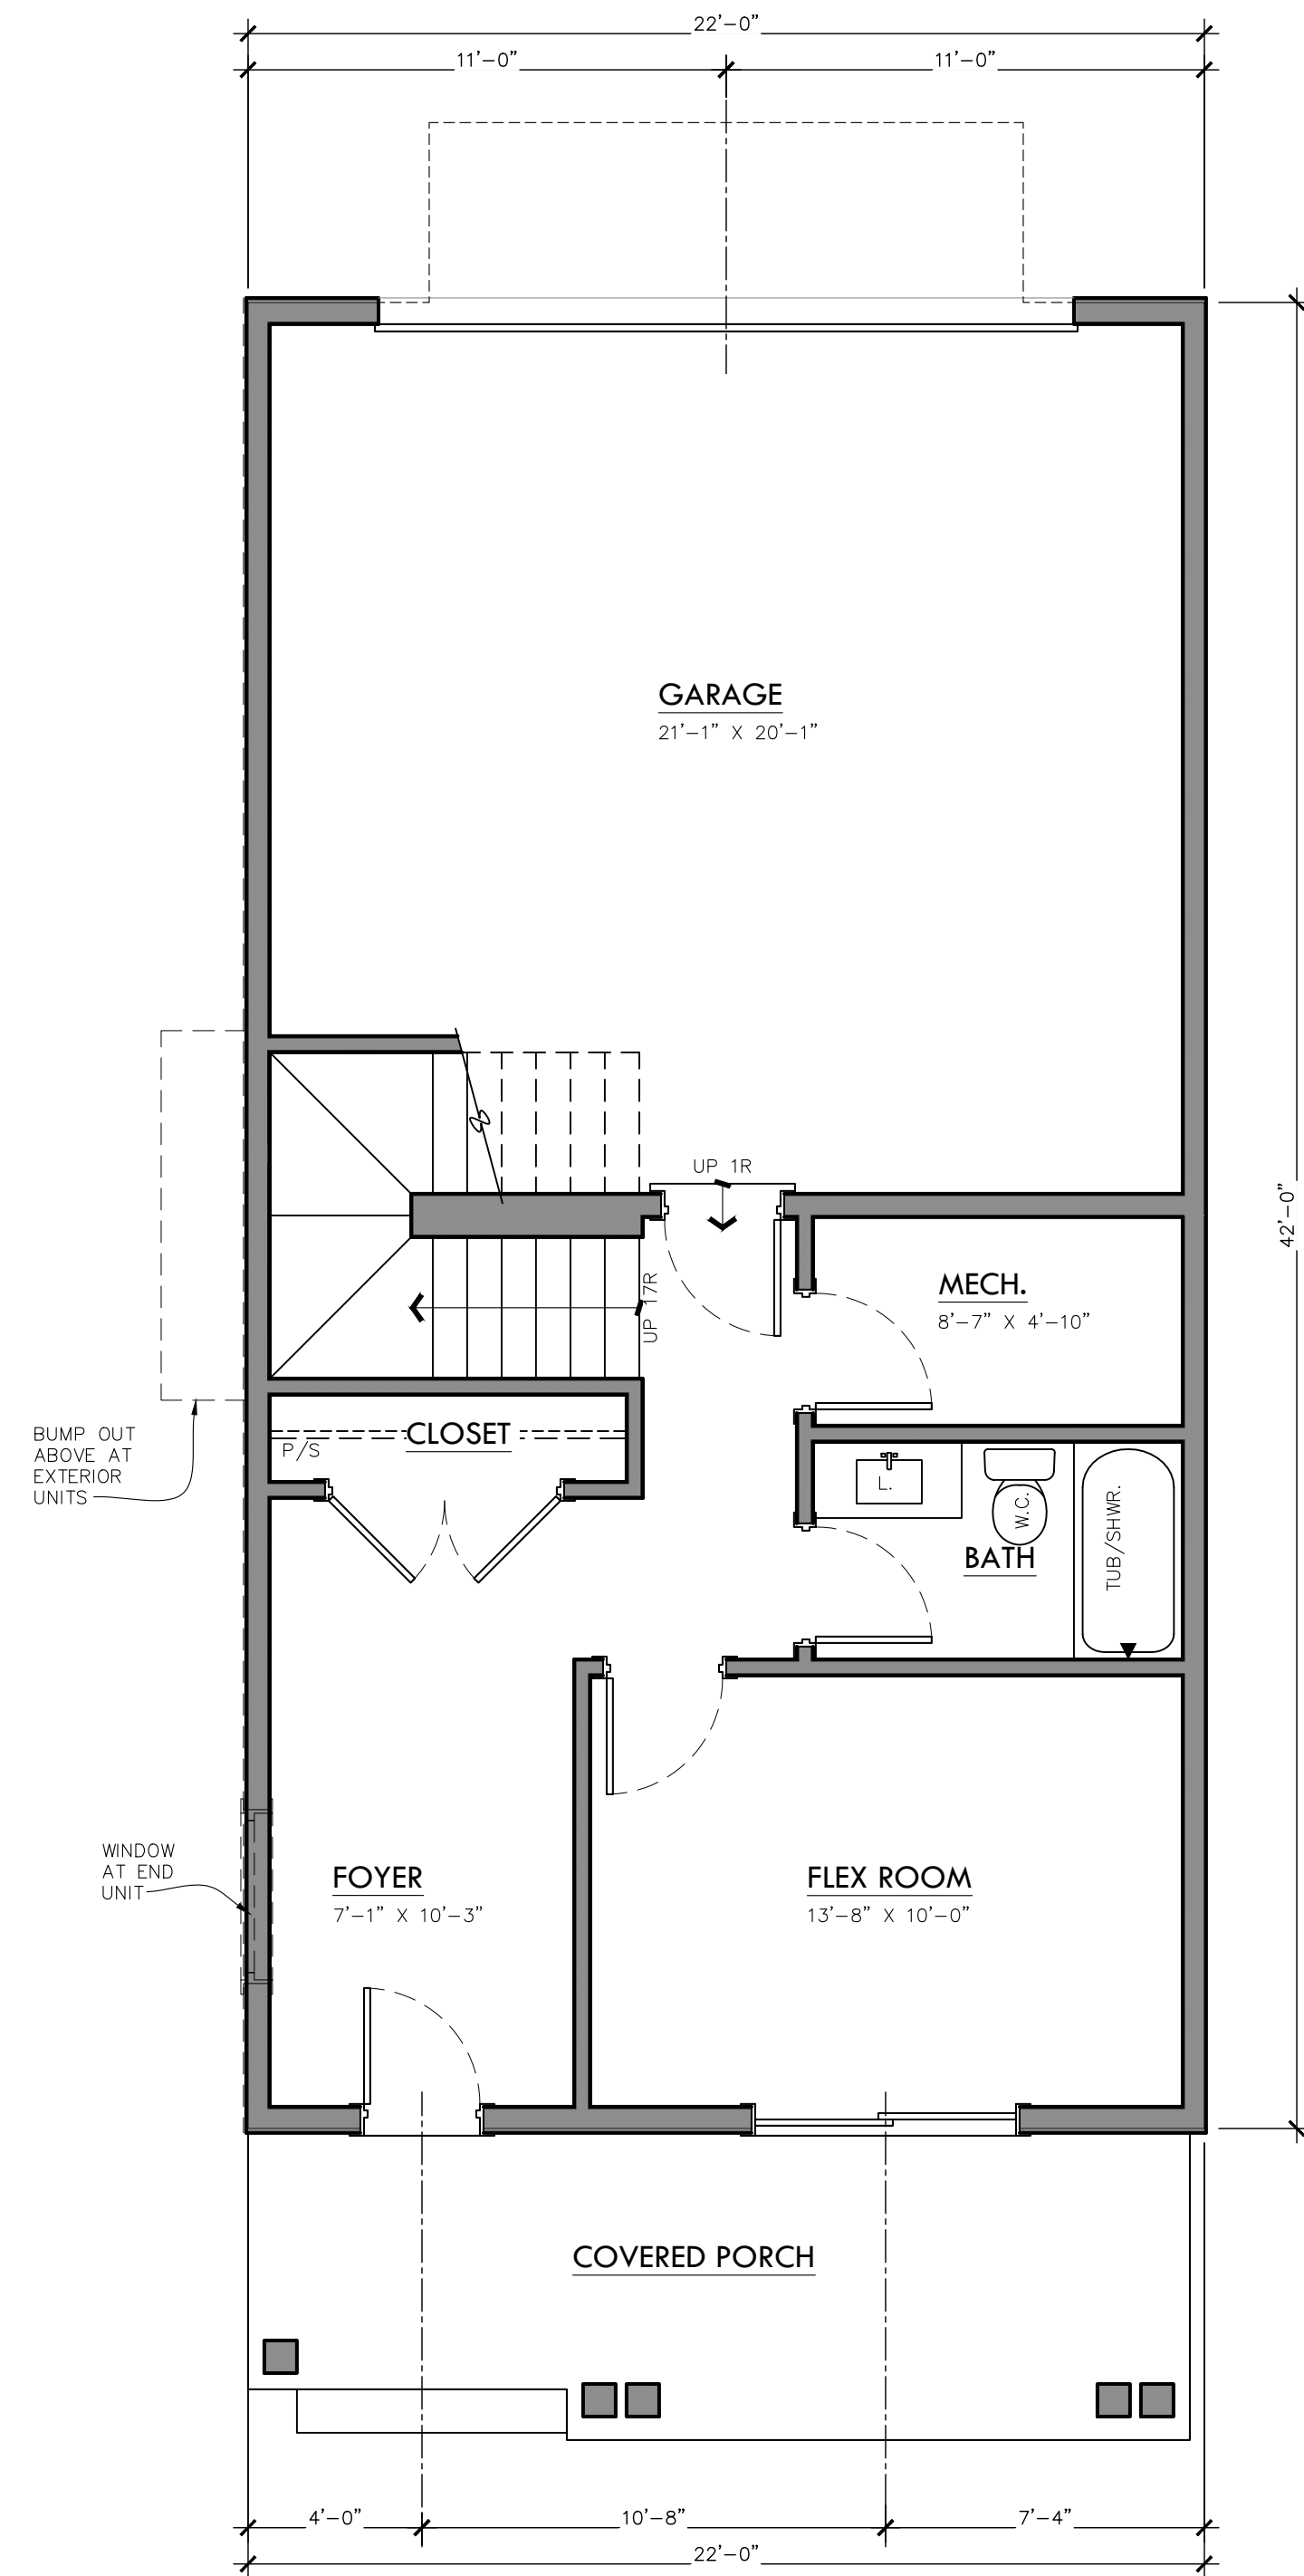 22'-0"
11'-0"
11'-0"
GARAGE
21'-1" X 20'-1"
42'-0"
UP 1R
UP 17R
MECH.
8'-7" X 4'-10"
BUMP OUT
ABOVE AT
EXTERIOR
UNITS
CLOSET
P/S
L.
W.C.
TUB/SHWR.
BATH
WINDOW
AT END
UNIT
FOYER
7'-1" X 10'-3"
FLEX ROOM
13'-8" X 10'-0"
COVERED PORCH
4'-0"
10'-8"
7'-4"
22'-0"